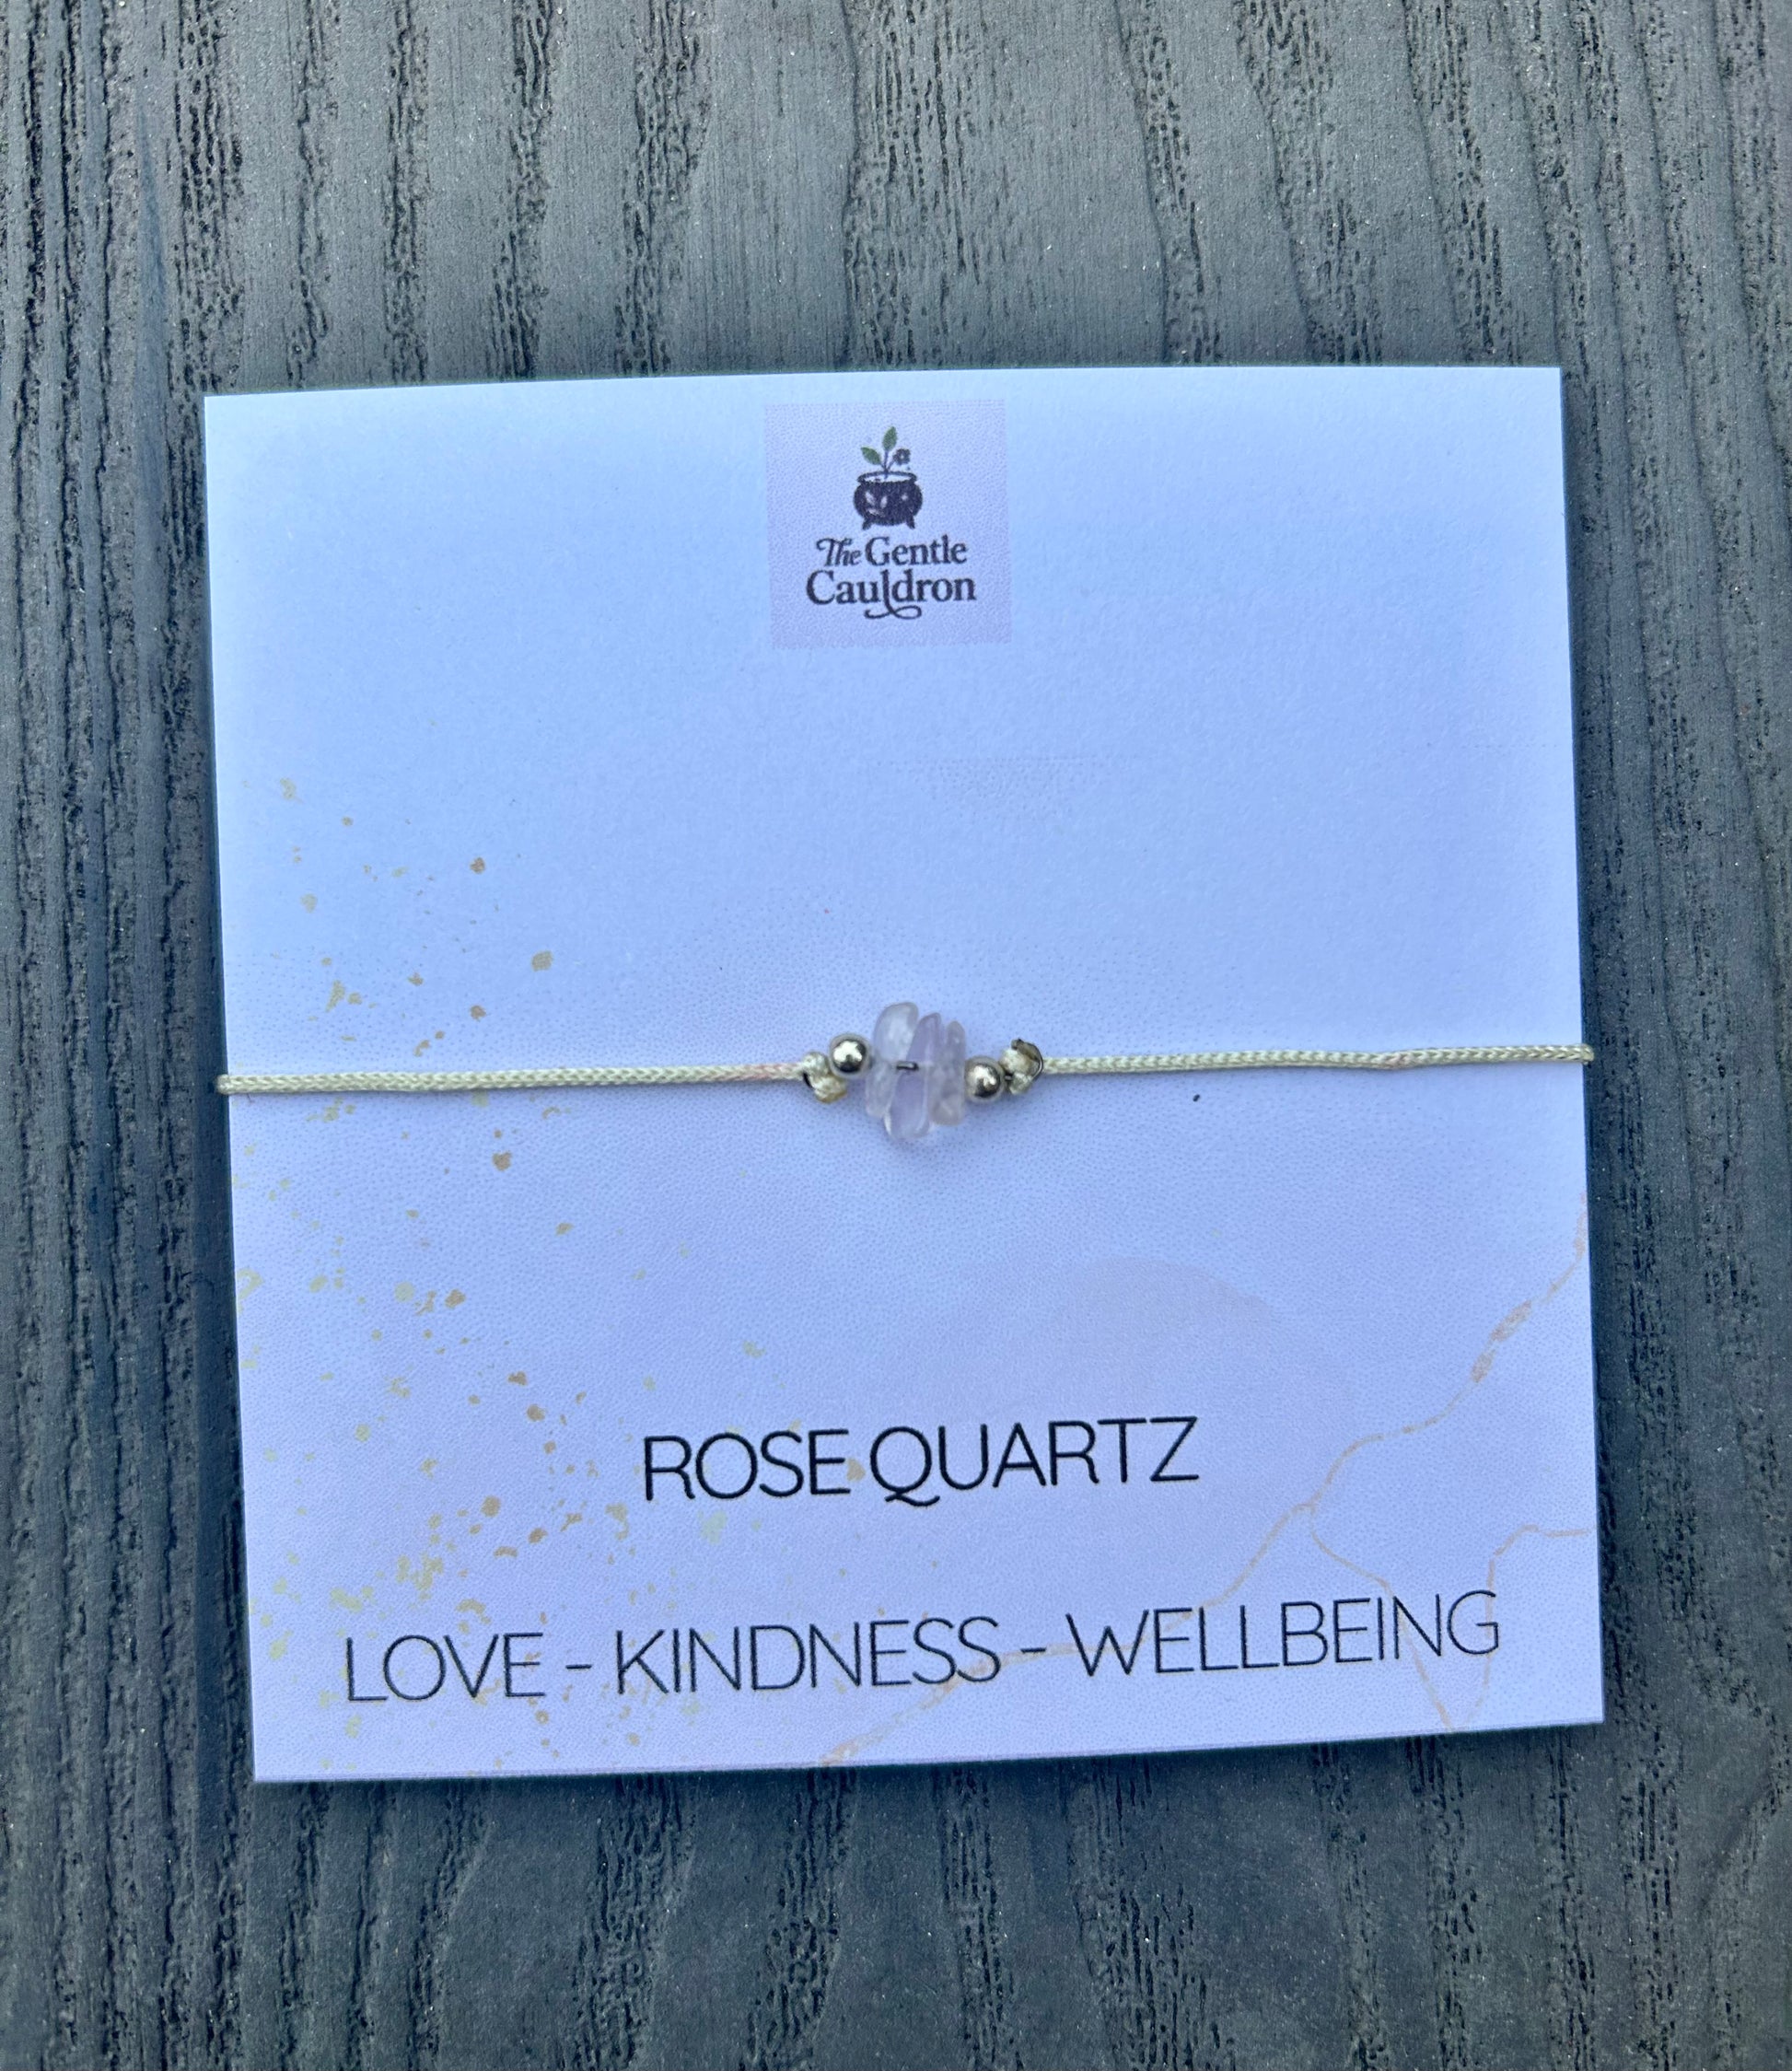 The Gentle
Cauldron
ROSE QUARTZ
LOVE - KINDNESS - WELLBEING